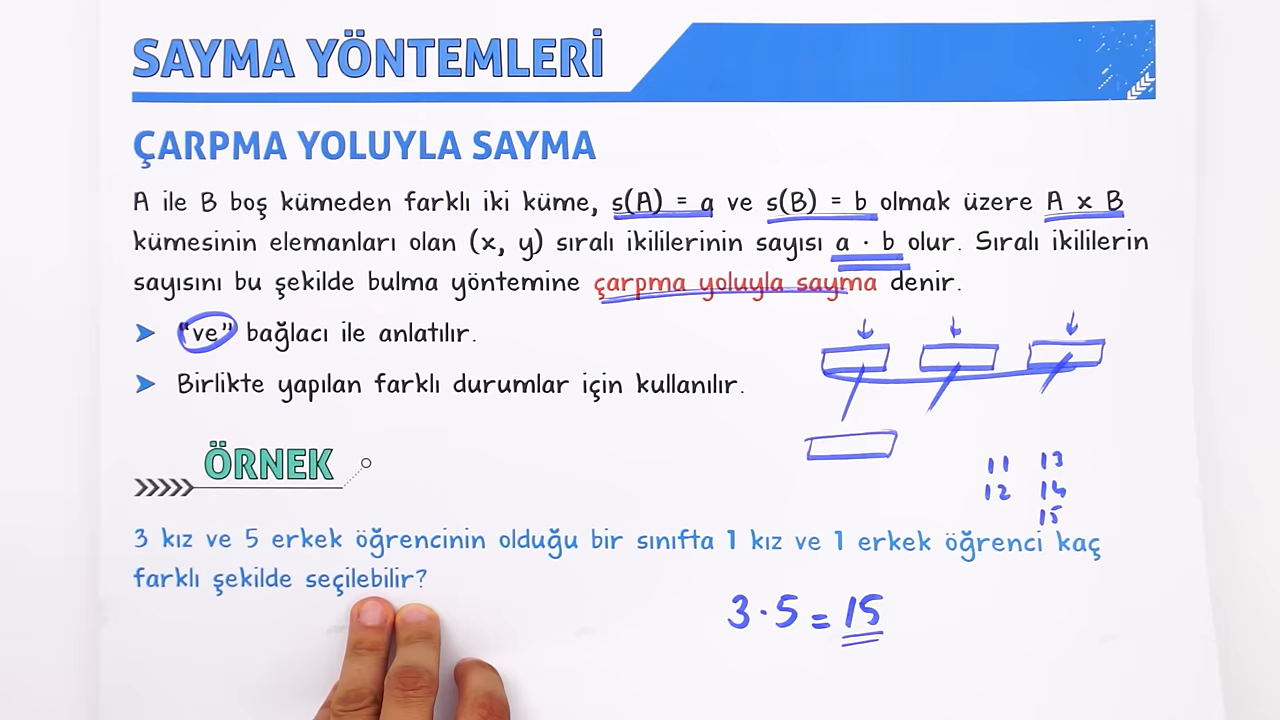 SAYMA YÖNTEMLERİ
ÇARPMA YOLUYLA SAYMA
A ile B boş kümeden farklı iki küme, s(A) = a ve s(B) = b olmak üzere A x B
kümesinin elemanları olan (x, y) sıralı ikililerinin sayısı a · b olur. Sıralı ikililerin
sayısını bu şekilde bulma yöntemine çarpma yoluyla sayma denir.
"ve" bağlacı ile anlatılır.
Birlikte yapılan farklı durumlar için kullanılır.
ÖRNEK
11 13
12 14
15
3 kız ve 5 erkek öğrencinin olduğu bir sınıfta 1 kız ve 1 erkek öğrenci kaç
farklı şekilde seçilebilir?
3·5 = 15